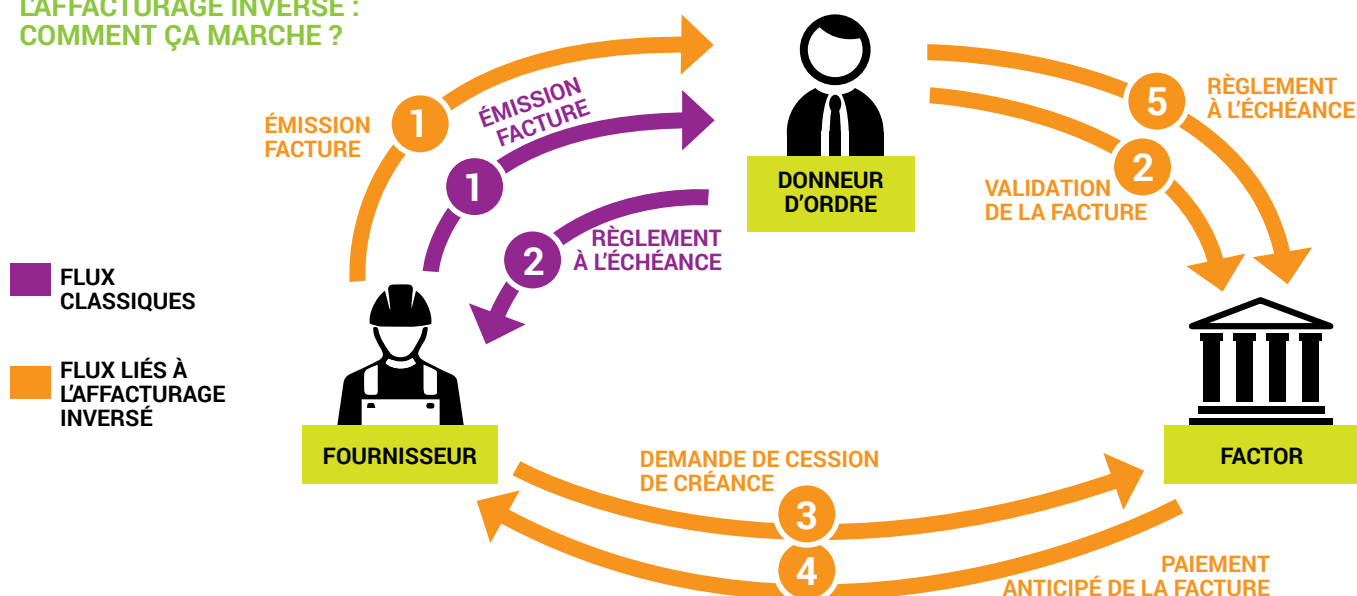 L'AFFACTURAGE INVERSÉ :
COMMENT ÇA MARCHE ?
ÉMISSION
FACTURE
1
ÉMISSION
FACTURE
1
RÈGLEMENT
À L'ÉCHÉANCE
2
DONNEUR
D'ORDRE
5
RÈGLEMENT
À L'ÉCHÉANCE
2
VALIDATION
DE LA FACTURE
FLUX
CLASSIQUES
FLUX LIÉS À
L'AFFACTURAGE
INVERSÉ
FOURNISSEUR
FACTOR
DEMANDE DE CESSION
DE CRÉANCE
3
4
PAIEMENT
ANTICIPÉ DE LA FACTURE